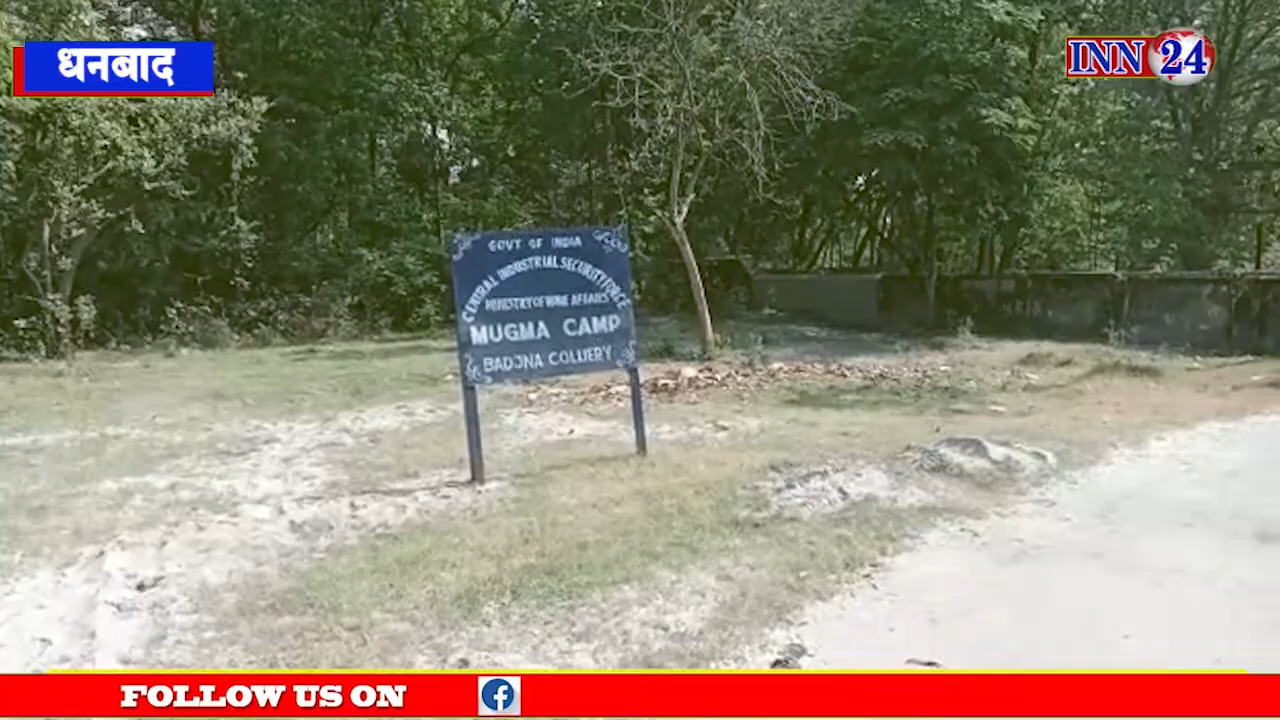 धनबाद
INN 24
GOVT OF INDIA
CENTRAL INDUSTRIAL SECURITY FORCE
MINISTRY OF HOME AFFAIRS
MUGMA CAMP
BADJNA COLLIERY
FOLLOW US ON